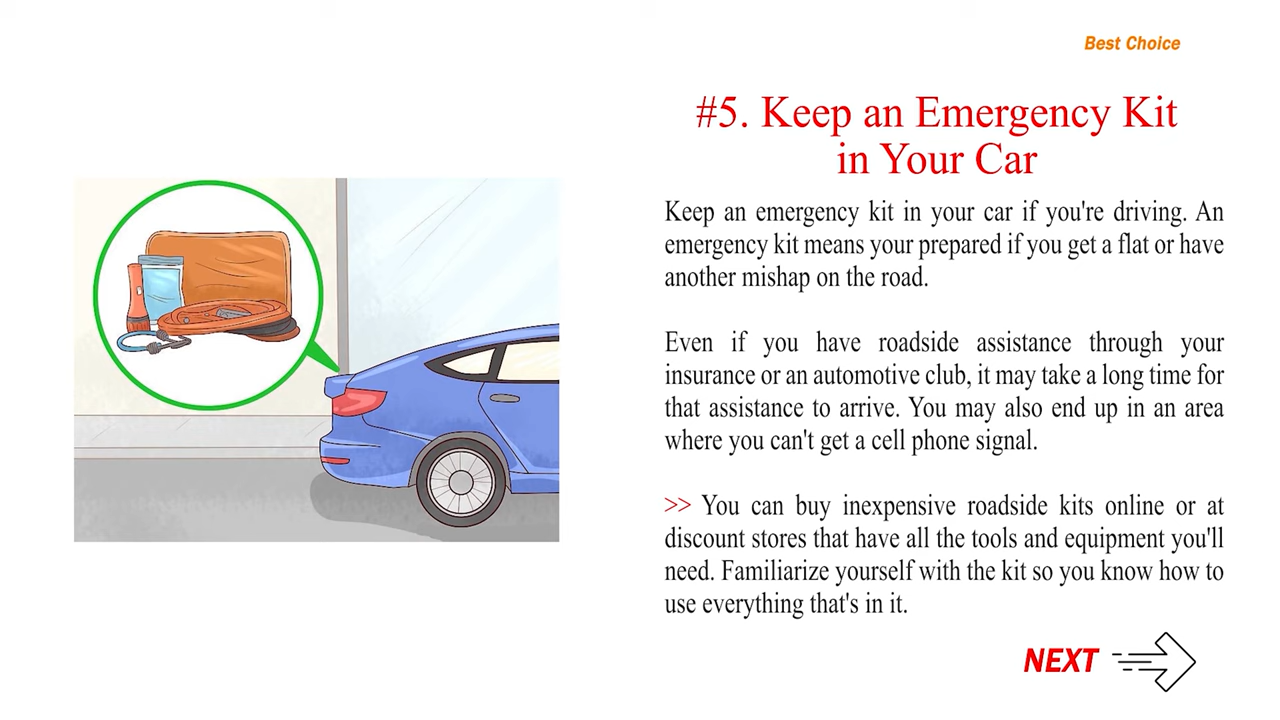 Best Choice
#5. Keep an Emergency Kit
in Your Car
Keep an emergency kit in your car if you're driving. An
emergency kit means your prepared if you get a flat or have
another mishap on the road.
Even if you have roadside assistance through your
insurance or an automotive club, it may take a long time for
that assistance to arrive. You may also end up in an area
where you can't get a cell phone signal.
>> You can buy inexpensive roadside kits online or at
discount stores that have all the tools and equipment you'll
need. Familiarize yourself with the kit so you know how to
use everything that's in it.
NEXT